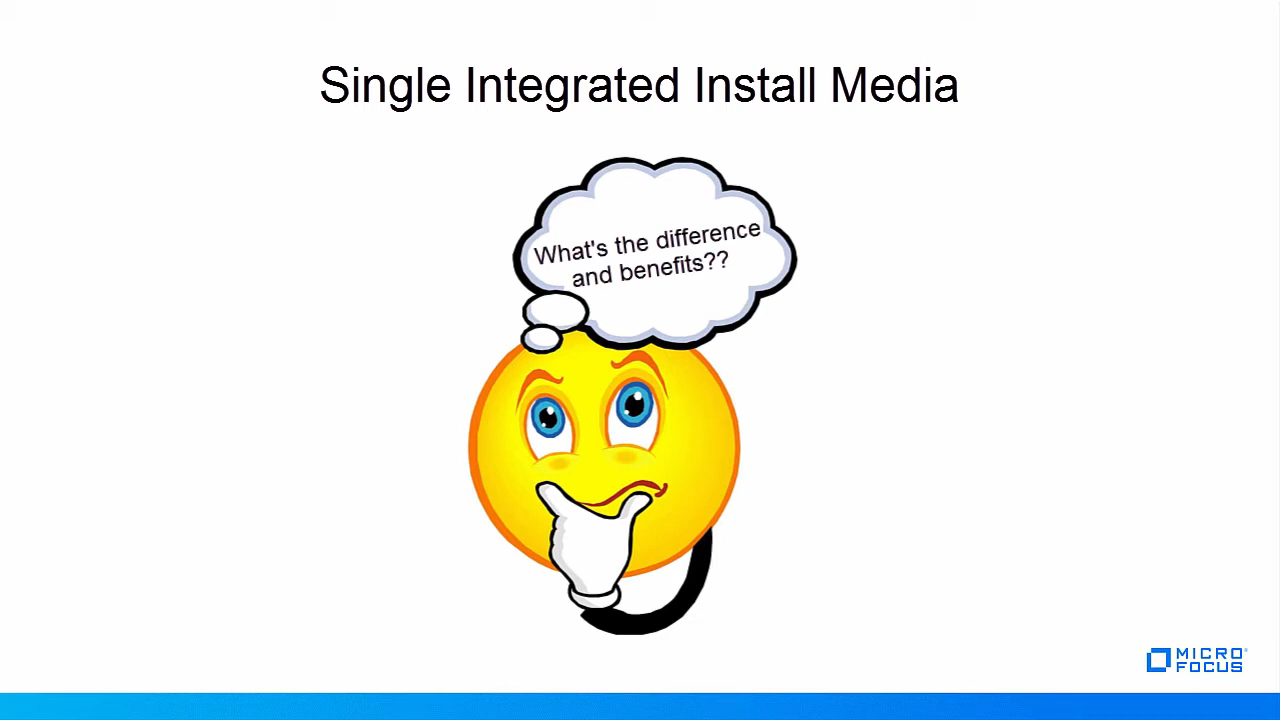 Single Integrated Install Media
What's the difference
and benefits??
MICRO
FOCUS